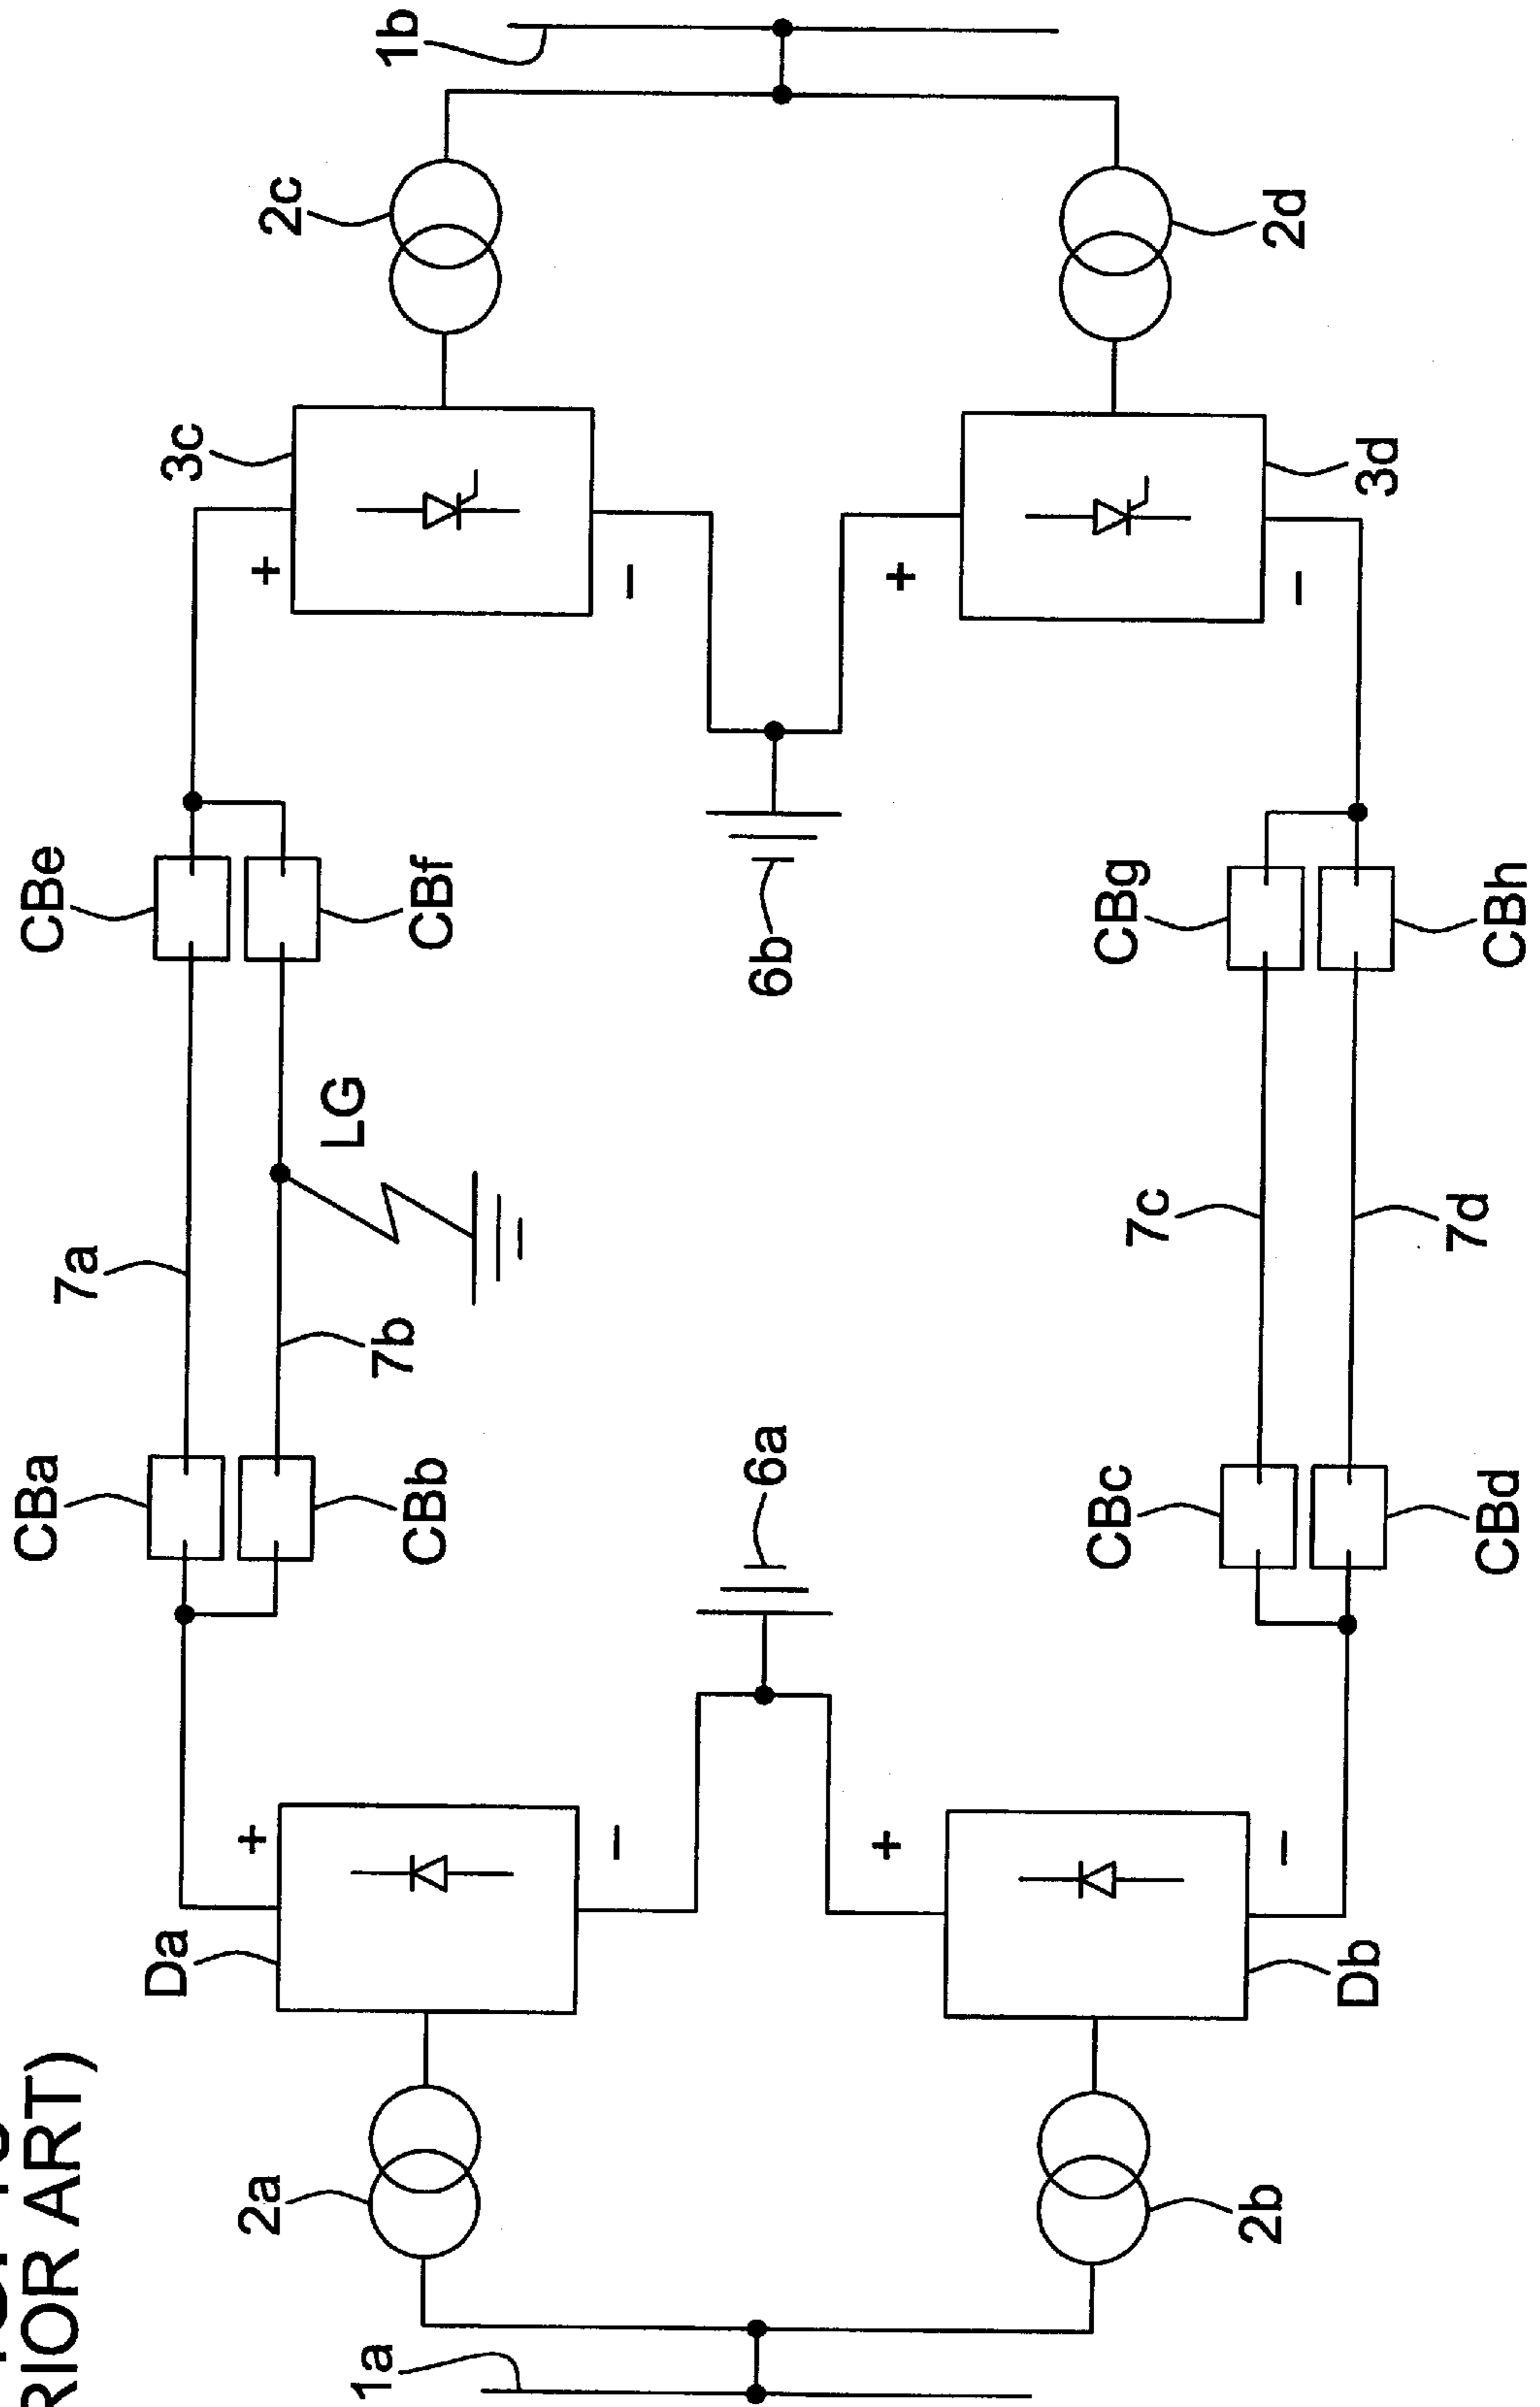 RIOR ART)
CBa
CBe
7a
CBb
7b
LG
CBf
Da
+
+
3c
2a
2c
−
−
1a
6a
6b
1b
+
+
CBc
7c
CBg
2b
2d
−
−
Db
3d
CBd
7d
CBh